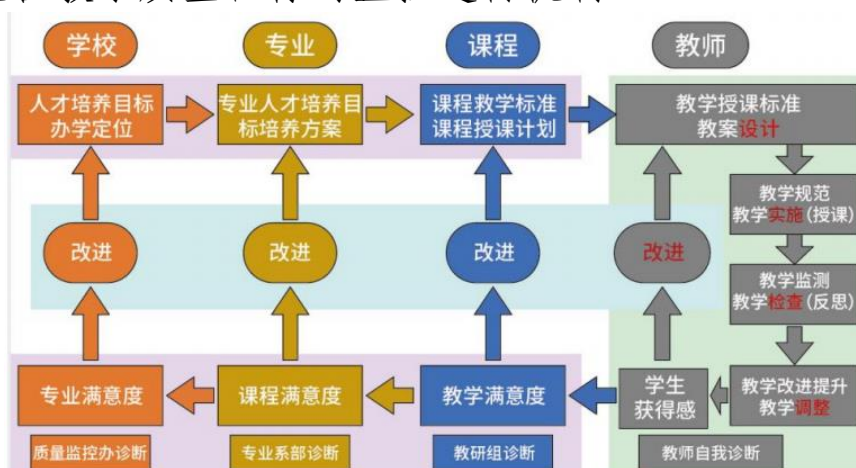 学校
专业
课程
教师
人才培养目标
办学定位
专业人才培养目
标培养方案
课程教学标准
课程授课计划
教学授课标准
教案设计
教学规范
教学实施(授课)
改进
改进
改进
改进
教学监测
教学检查(反思)
专业满意度
课程满意度
教学满意度
学生
获得感
教学改进提升
教学调整
质量监控办诊断
专业系部诊断
教研组诊断
教师自我诊断